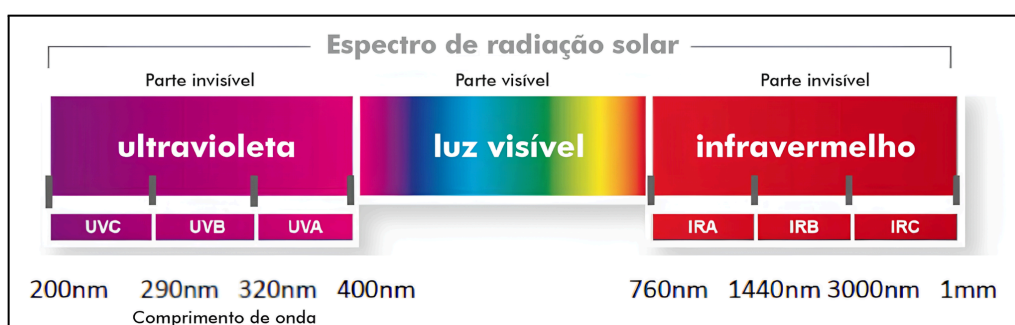 Espectro de radiação solar
Parte invisível Parte visível Parte invisível
ultravioleta luz visível infravermelho
UVC UVB UVA IRA IRB IRC
200nm 290nm 320nm 400nm 760nm 1440nm 3000nm 1mm
Comprimento de onda